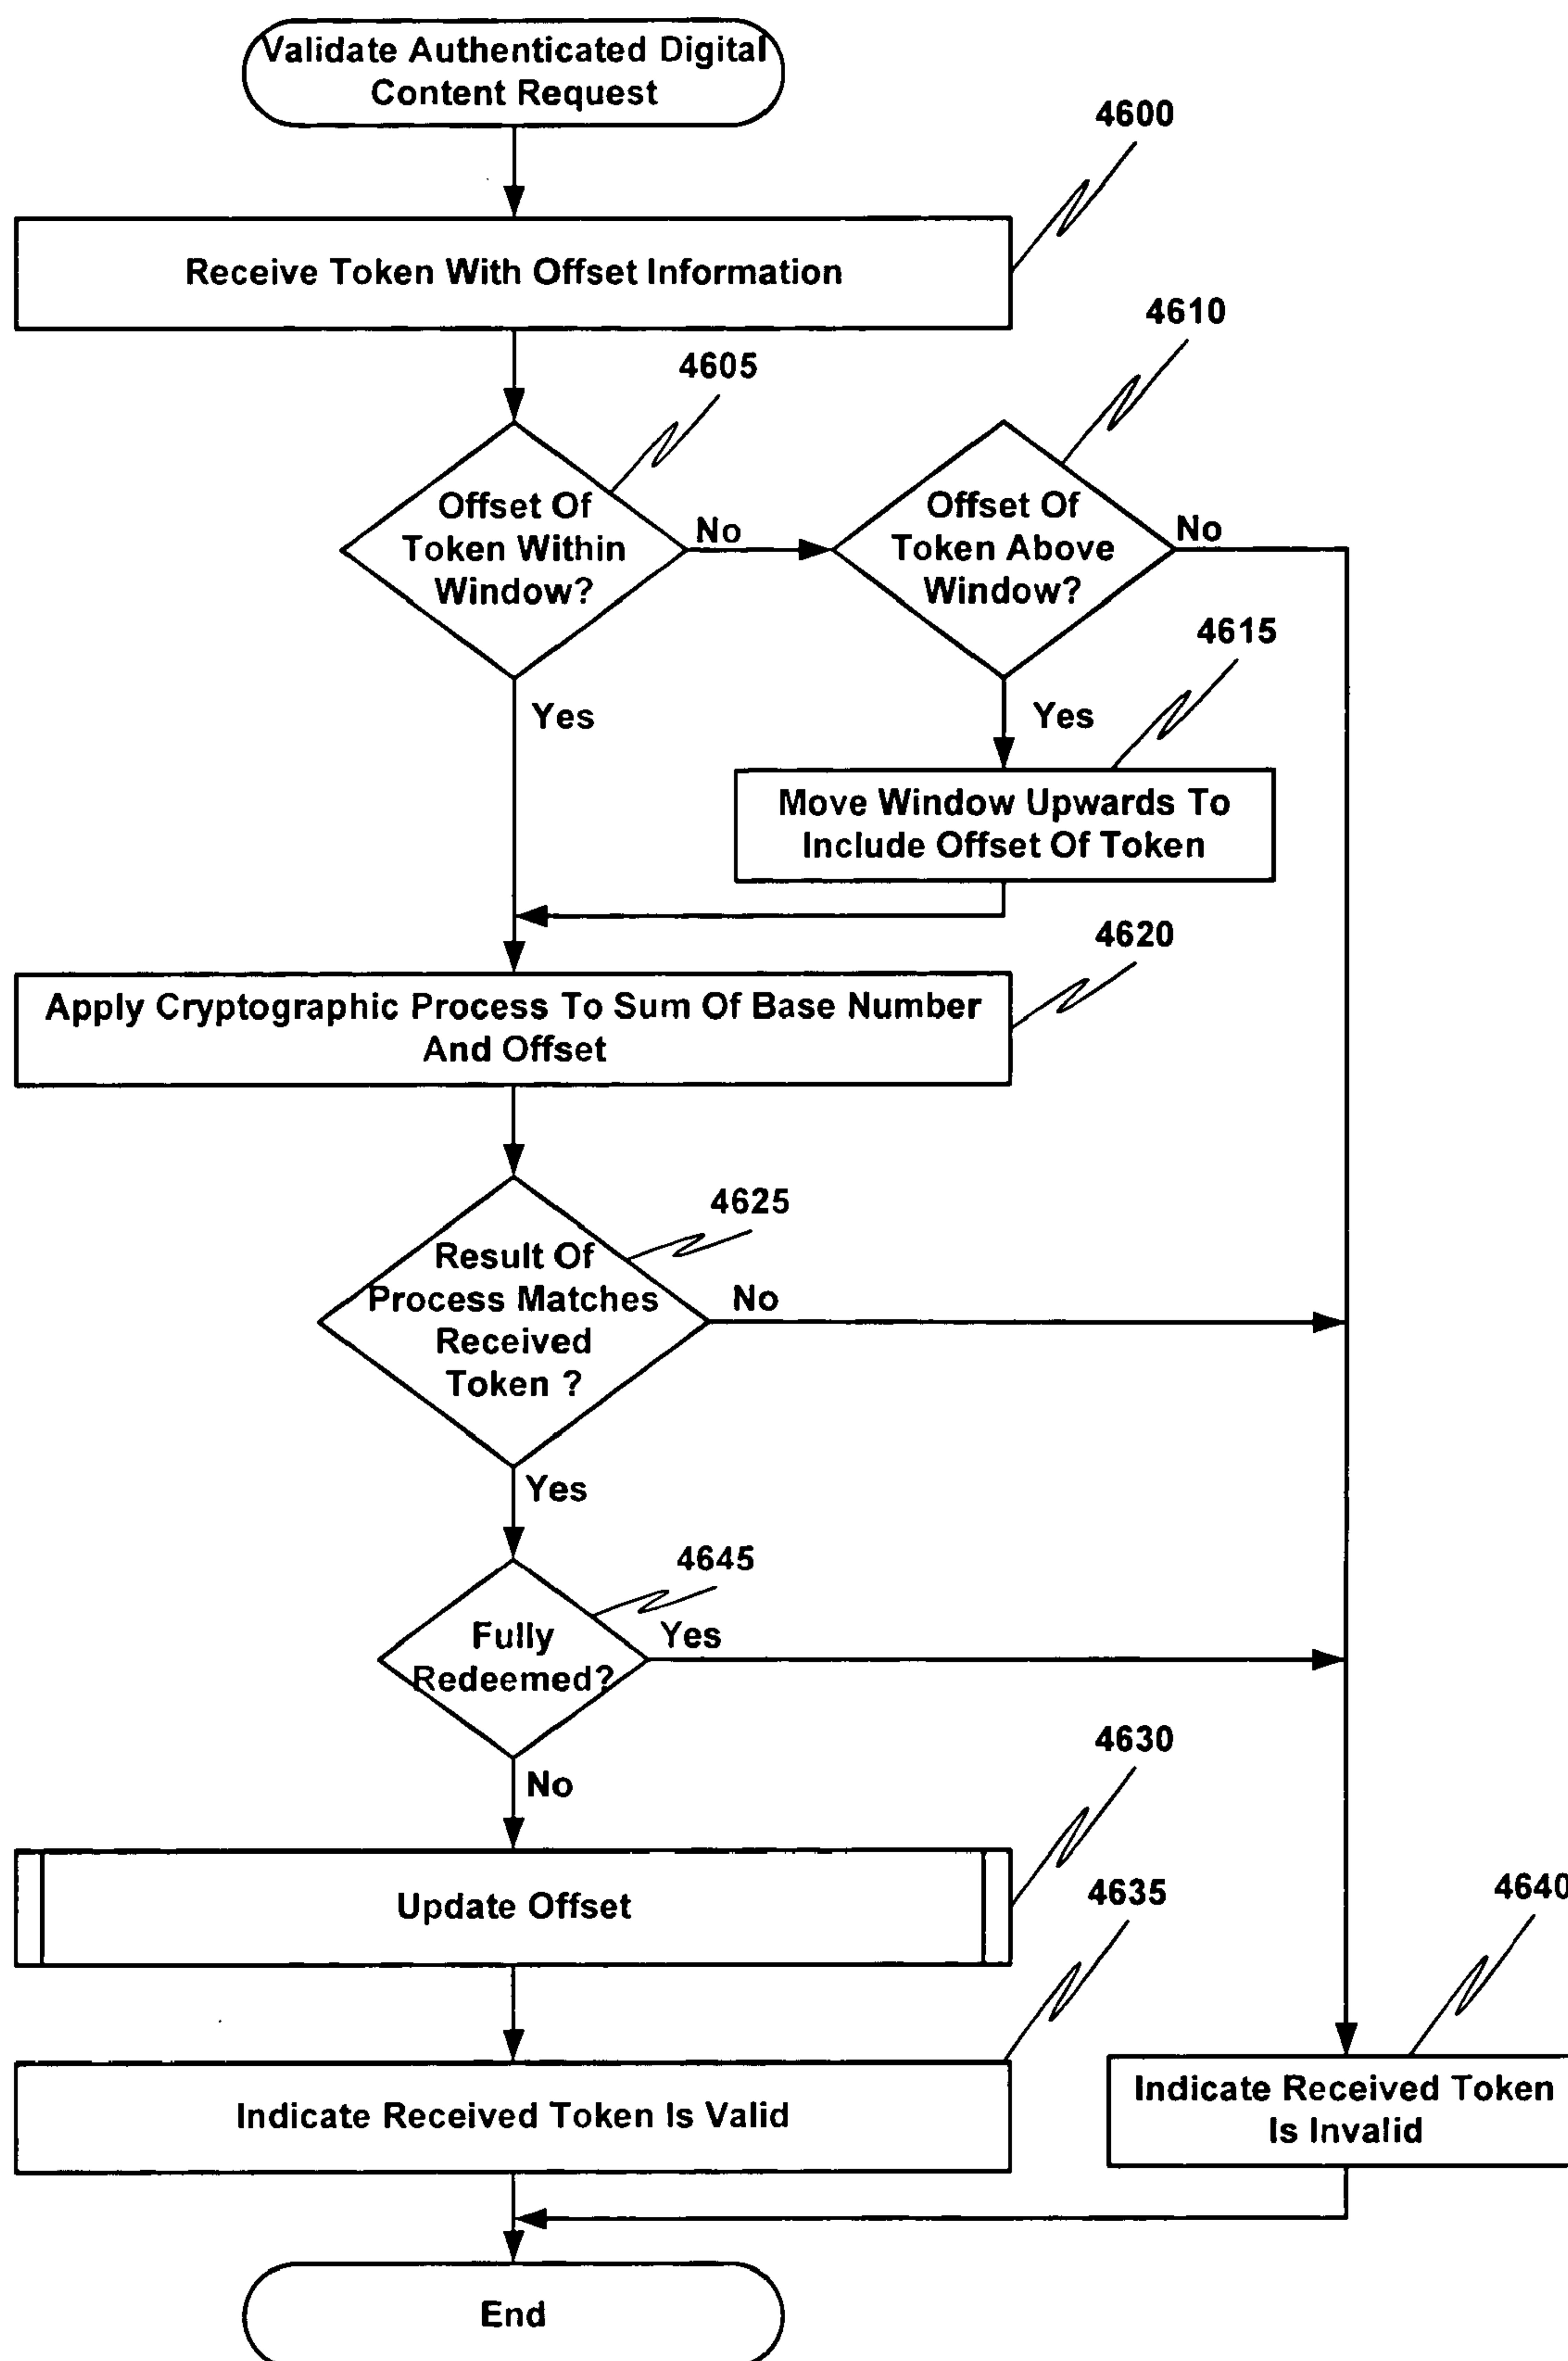 Validate Authenticated Digital
Content Request
4600
Receive Token With Offset Information
4610
4605
Offset Of
Token Within
Window?
No
Offset Of
Token Above
Window?
No
4615
Yes
Yes
Move Window Upwards To
Include Offset Of Token
4620
Apply Cryptographic Process To Sum Of Base Number
And Offset
4625
Result Of
Process Matches
Received
Token ?
No
Yes
4645
Fully
Redeemed?
Yes
4630
No
Update Offset
4635
4640
Indicate Received Token Is Valid
Indicate Received Token
Is Invalid
End